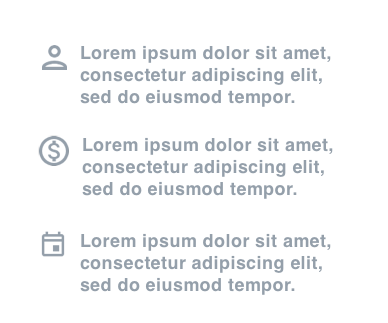 Lorem ipsum dolor sit amet,
consectetur adipiscing elit,
sed do eiusmod tempor.
Lorem ipsum dolor sit amet,
consectetur adipiscing elit,
sed do eiusmod tempor.
Lorem ipsum dolor sit amet,
consectetur adipiscing elit,
sed do eiusmod tempor.